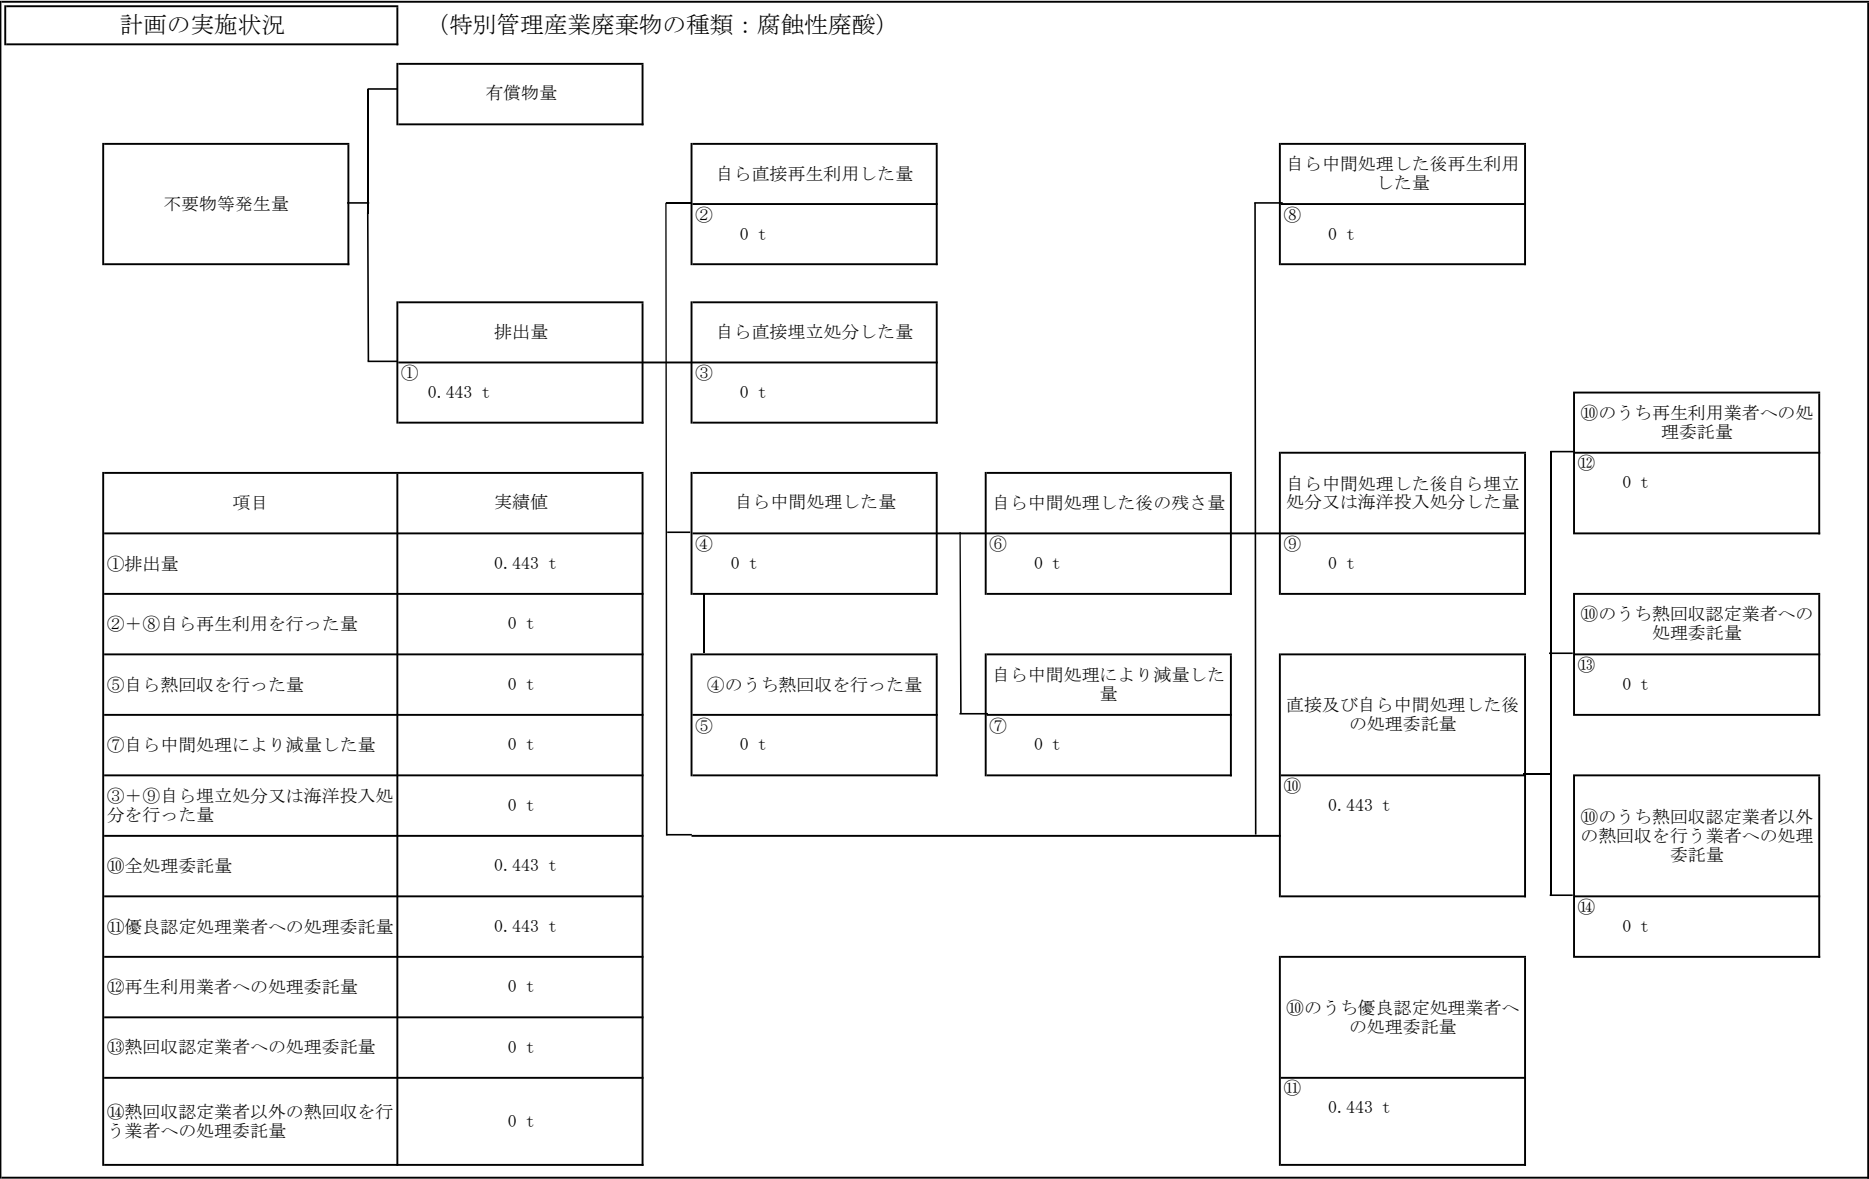 計画の実施状況
（特別管理産業廃棄物の種類：腐蝕性廃酸）
有償物量
不要物等発生量
自ら直接再生利用した量
②
0 t
自ら中間処理した後再生利用
した量
⑧
0 t
排出量
①
0.443 t
自ら直接埋立処分した量
③
0 t
⑩のうち再生利用業者への処
理委託量
⑫
0 t
項目
実績値
①排出量
0.443 t
②＋⑧自ら再生利用を行った量
0 t
⑤自ら熱回収を行った量
0 t
⑦自ら中間処理により減量した量
0 t
③＋⑨自ら埋立処分又は海洋投入処
分を行った量
0 t
⑩全処理委託量
0.443 t
⑪優良認定処理業者への処理委託量
0.443 t
⑫再生利用業者への処理委託量
0 t
⑬熱回収認定業者への処理委託量
0 t
⑭熱回収認定業者以外の熱回収を行
う業者への処理委託量
0 t
自ら中間処理した量
④
0 t
自ら中間処理した後の残さ量
⑥
0 t
自ら中間処理した後自ら埋立
処分又は海洋投入処分した量
⑨
0 t
④のうち熱回収を行った量
⑤
0 t
自ら中間処理により減量した
量
⑦
0 t
直接及び自ら中間処理した後
の処理委託量
⑩
0.443 t
⑩のうち熱回収認定業者への
処理委託量
⑬
0 t
⑩のうち熱回収認定業者以外
の熱回収を行う業者への処理
委託量
⑭
0 t
⑩のうち優良認定処理業者へ
の処理委託量
⑪
0.443 t